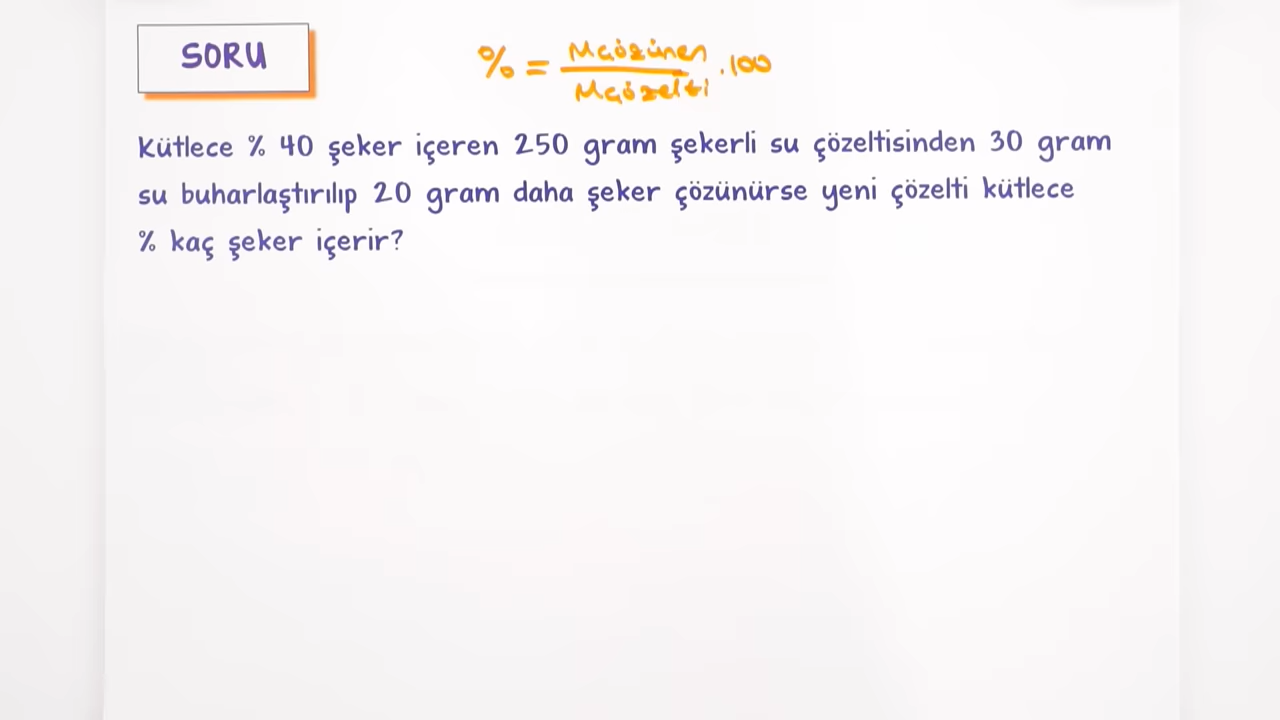 SORU
% = Mçözünen / Mçözelti . 100
Kütlece % 40 şeker içeren 250 gram şekerli su çözeltisinden 30 gram
su buharlaştırılıp 20 gram daha şeker çözünürse yeni çözelti kütlece
% kaç şeker içerir?